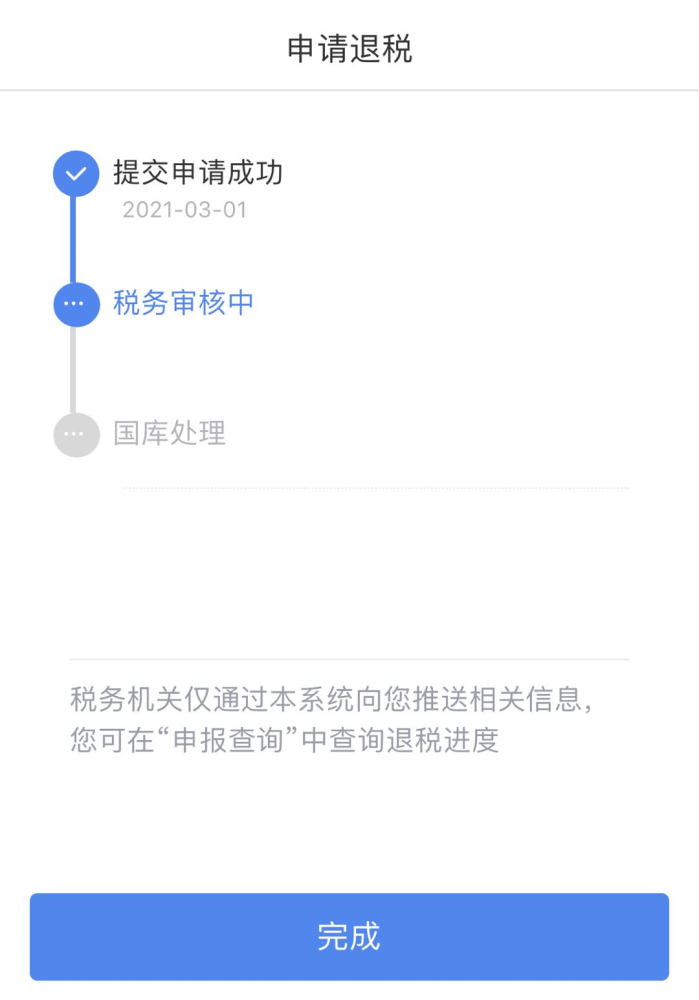 申请退税
提交申请成功
2021-03-01
税务审核中
国库处理
税务机关仅通过本系统向您推送相关信息，
您可在“申报查询”中查询退税进度
完成